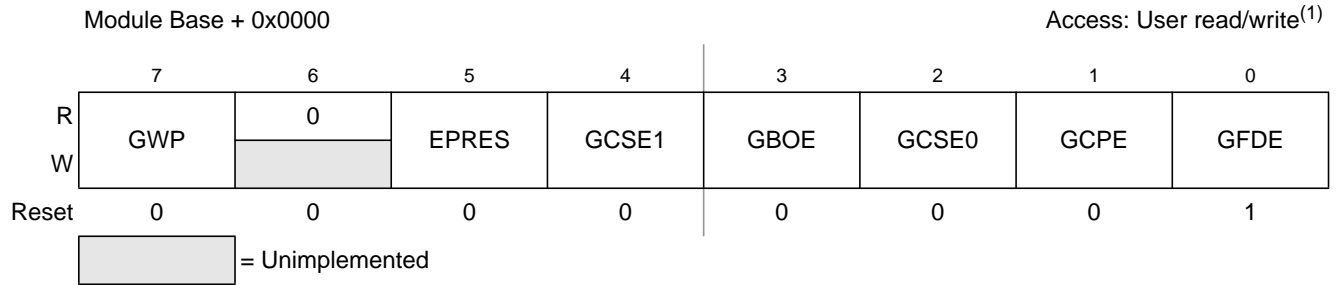 Module Base + 0x0000 Access: User read/write(1)
7 6 5 4 3 2 1 0
R GWP 0 EPRES GCSE1 GBOE GCSE0 GCPE GFDE
W
Reset 0 0 0 0 0 0 0 1
= Unimplemented